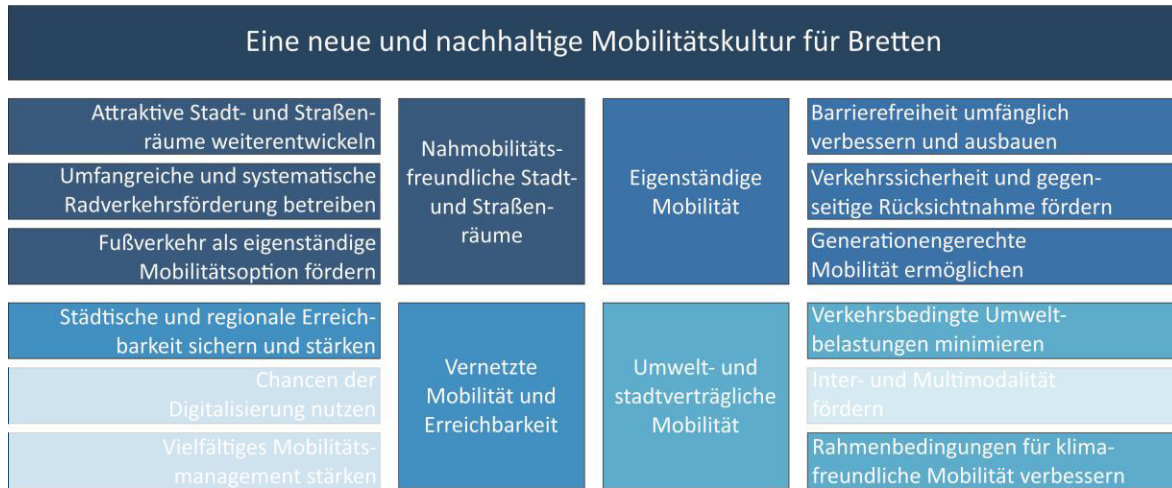 Eine neue und nachhaltige Mobilitätskultur für Bretten
Attraktive Stadt- und Straßen-
räume weiterentwickeln
Umfangreiche und systematische
Radverkehrsförderung betreiben
Fußverkehr als eigenständige
Mobilitätsoption fördern
Nahmobilitäts-
freundliche Stadt-
und Straßen-
räume
Eigenständige
Mobilität
Barrierefreiheit umfänglich
verbessern und ausbauen
Verkehrssicherheit und gegen-
seitige Rücksichtnahme fördern
Generationengerechte
Mobilität ermöglichen
Städtische und regionale Erreich-
barkeit sichern und stärken
Chancen der
Digitalisierung nutzen
Vielfältiges Mobilitäts-
management stärken
Vernetzte
Mobilität und
Erreichbarkeit
Umwelt- und
stadtverträgliche
Mobilität
Verkehrsbedingte Umwelt-
belastungen minimieren
Inter- und Multimodalität
fördern
Rahmenbedingungen für klima-
freundliche Mobilität verbessern